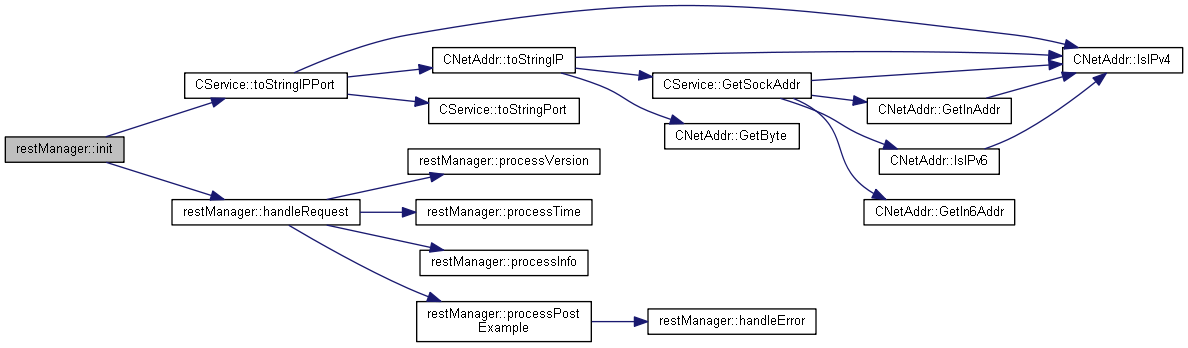 restManager::init
CService::toStringIPPort
restManager::handleRequest
CNetAddr::toStringIP
CService::toStringPort
restManager::processVersion
restManager::processTime
restManager::processInfo
restManager::processPost
Example
CService::GetSockAddr
CNetAddr::GetByte
restManager::handleError
CNetAddr::GetInAddr
CNetAddr::IsIPv6
CNetAddr::GetIn6Addr
CNetAddr::IsIPv4